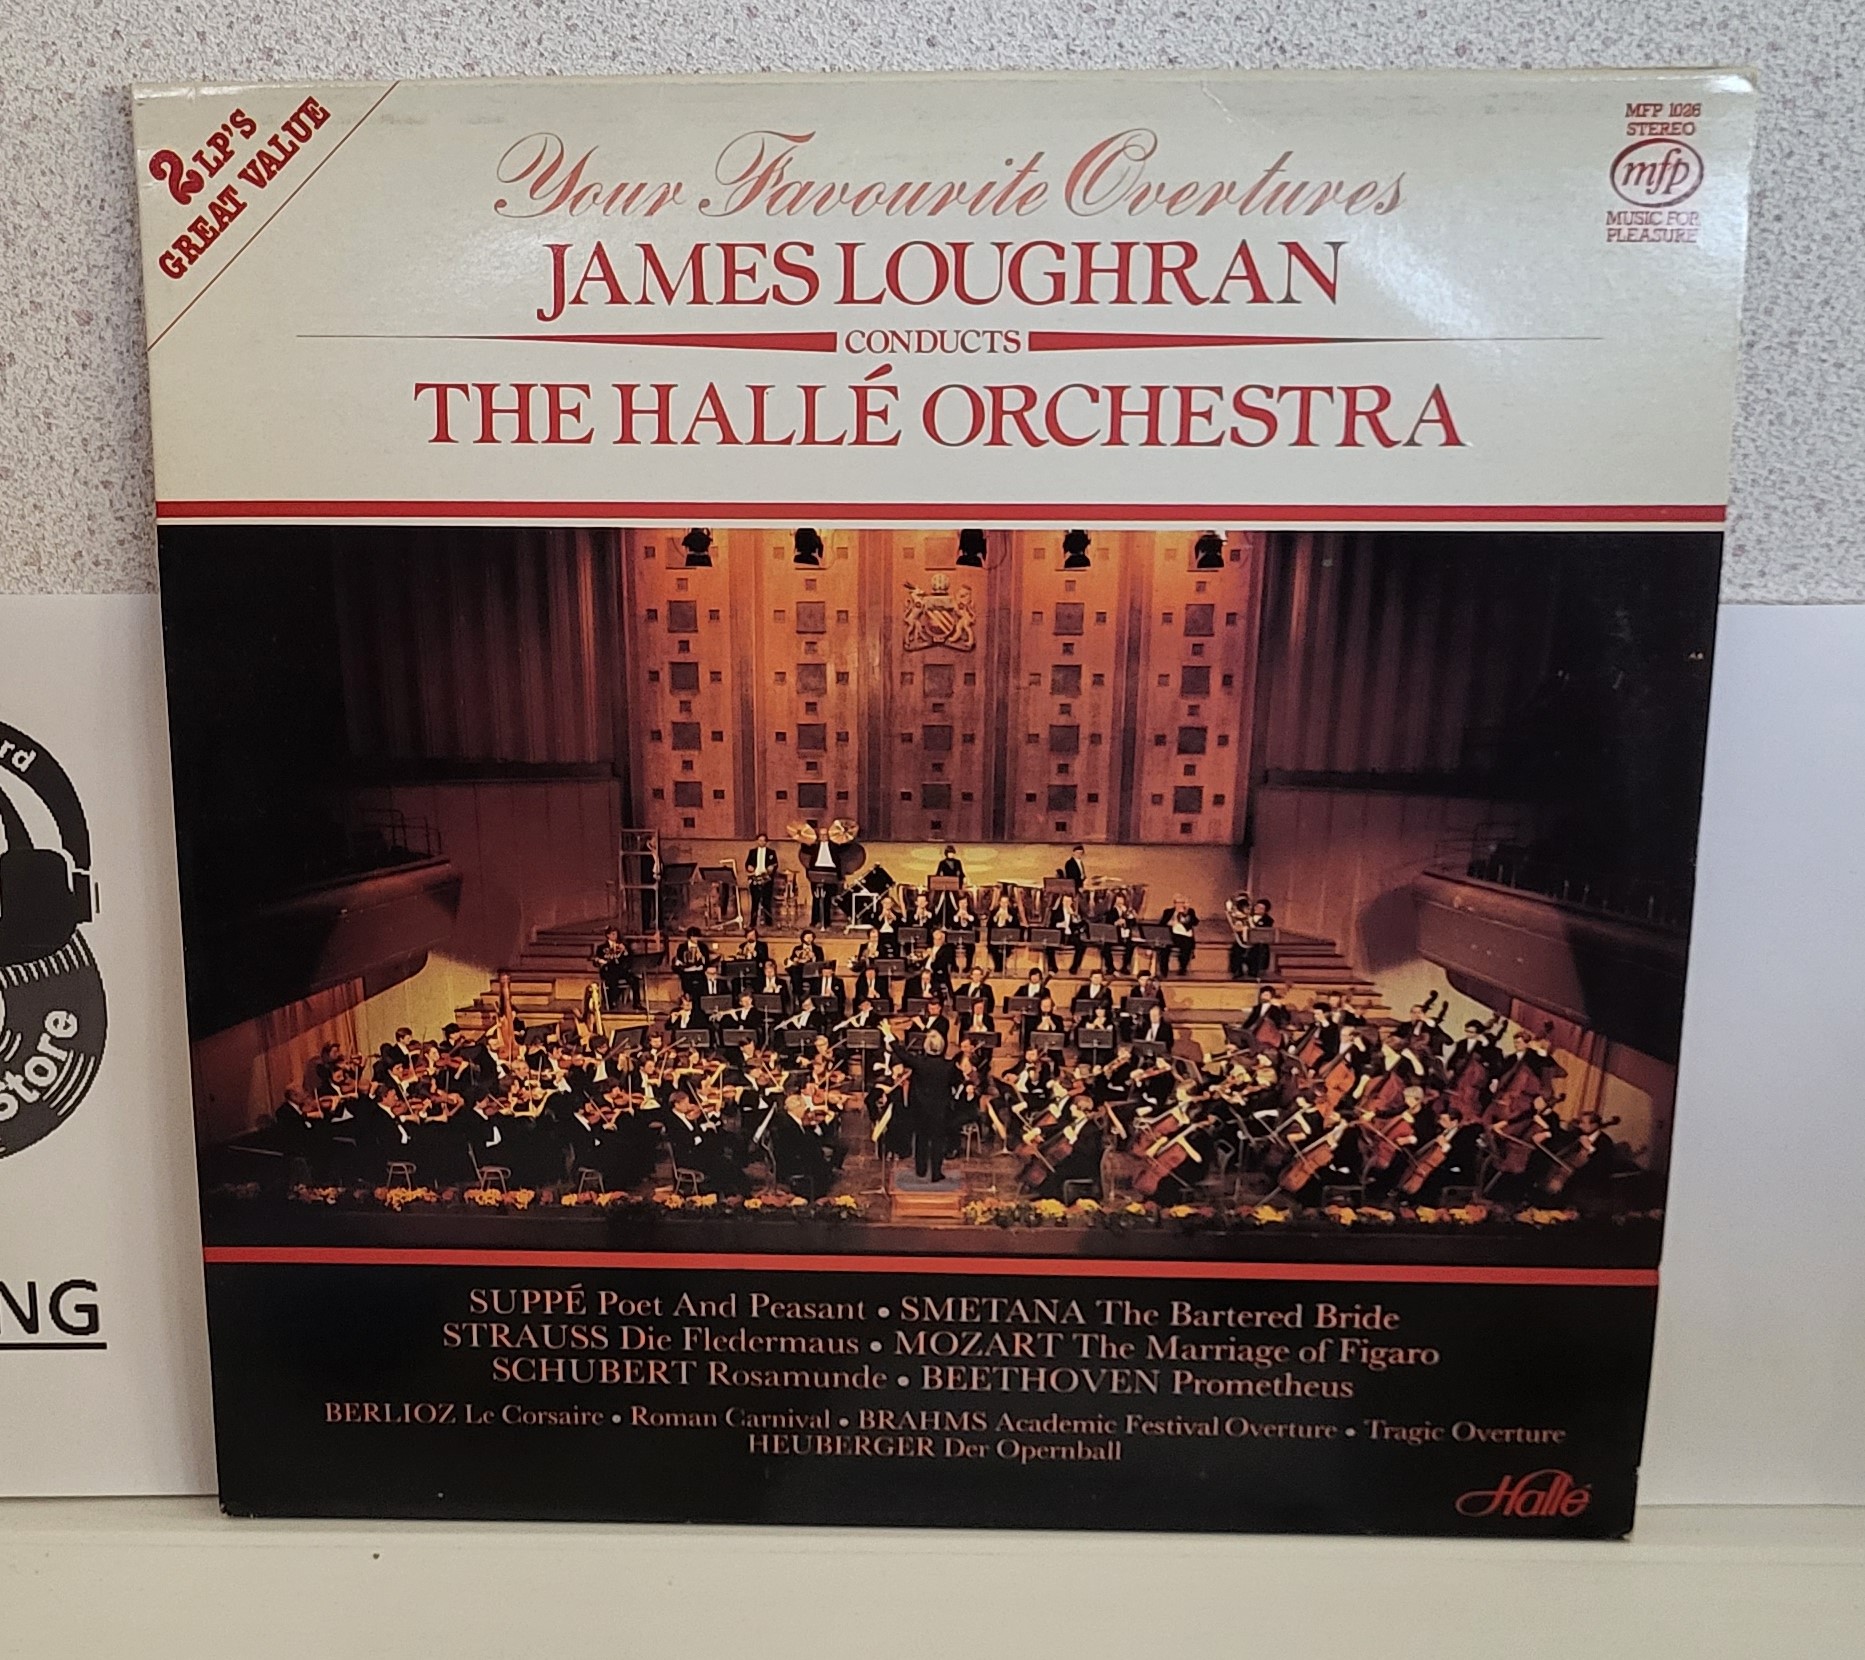 2 LP'S
GREAT VALUE
MFP 1026
STEREO
mfp
MUSIC FOR
PLEASURE
Your Favourite Overtures
JAMES LOUGHRAN
CONDUCTS
THE HALLÉ ORCHESTRA
SUPPÉ Poet And Peasant • SMETANA The Bartered Bride
STRAUSS Die Fledermaus • MOZART The Marriage of Figaro
SCHUBERT Rosamunde • BEETHOVEN Prometheus
BERLIOZ Le Corsaire • Roman Carnival • BRAHMS Academic Festival Overture • Tragic Overture
HEUBERGER Der Opernball
Hallé
rd
Store
NG